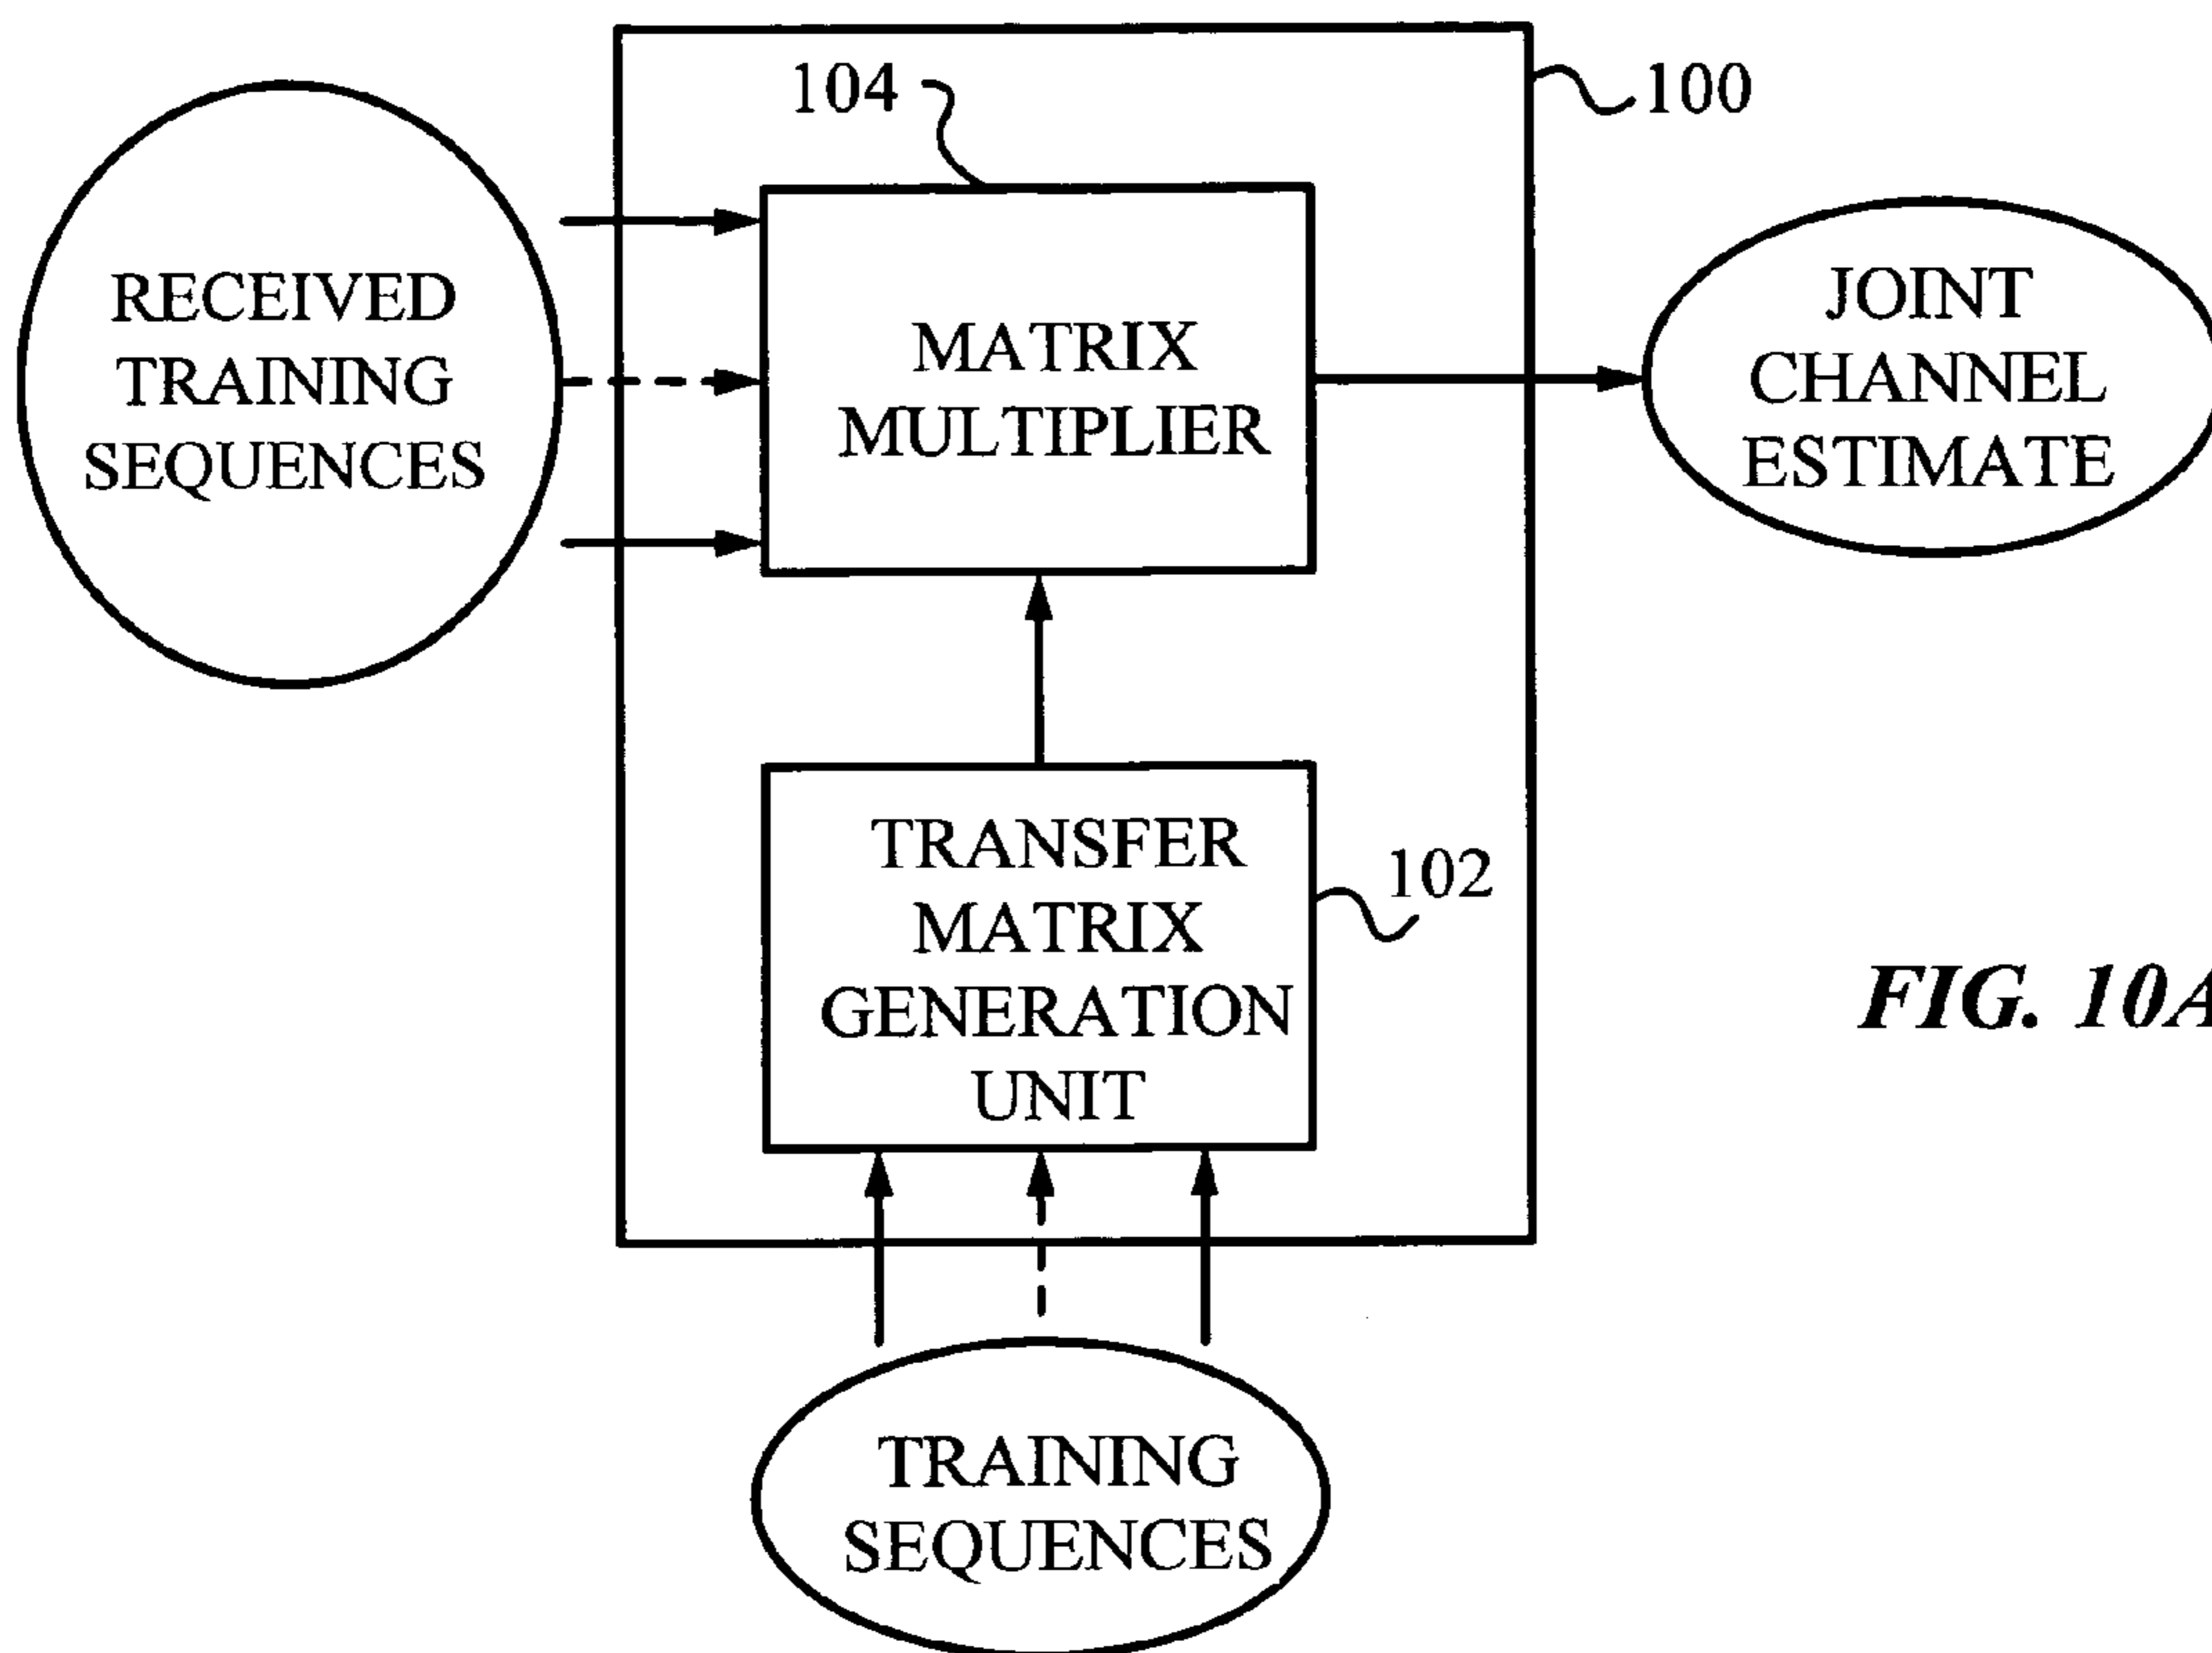 104
100
RECEIVED
TRAINING
SEQUENCES
MATRIX
MULTIPLIER
JOINT
CHANNEL
ESTIMATE
TRANSFER
MATRIX
GENERATION
UNIT
102
FIG. 10A
TRAINING
SEQUENCES